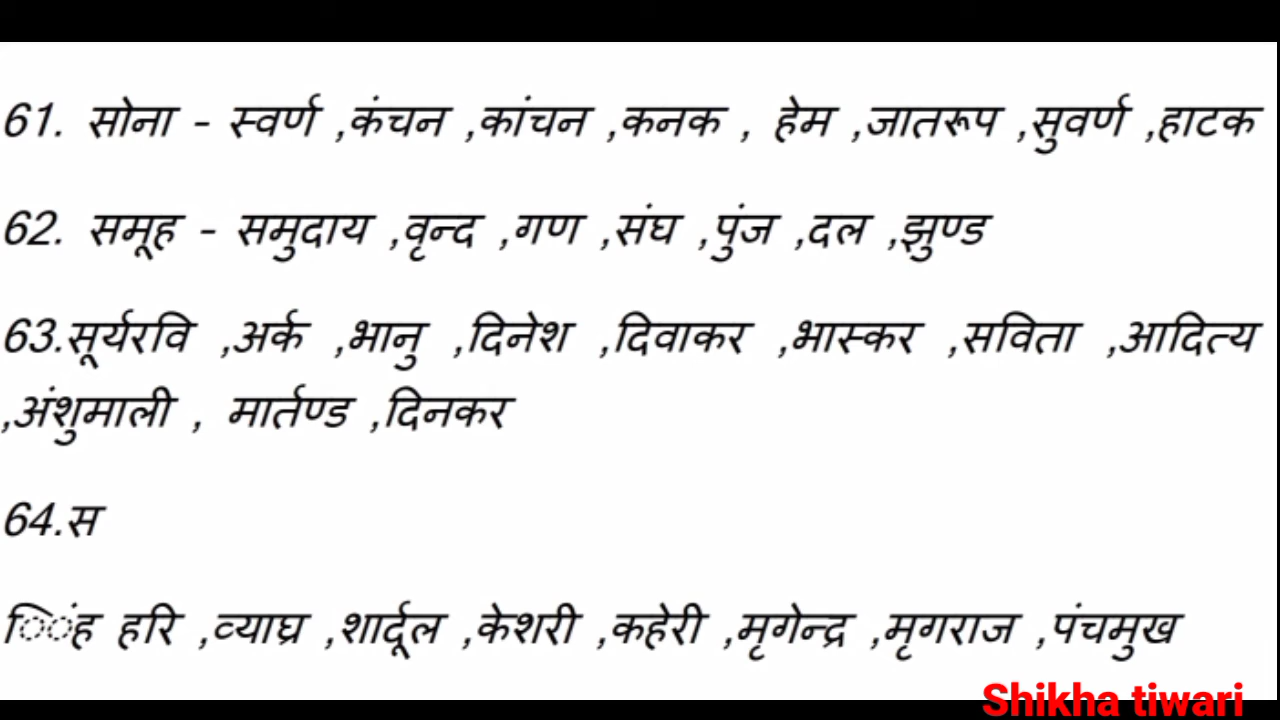 61. सोना - स्वर्ण ,कंचन ,कांचन ,कनक , हेम ,जातरूप ,सुवर्ण ,हाटक
62. समूह - समुदाय ,वृन्द ,गण ,संघ ,पुंज ,दल ,झुण्ड
63.सूर्यरवि ,अर्क ,भानु ,दिनेश ,दिवाकर ,भास्कर ,सविता ,आदित्य
,अंशुमाली , मार्तण्ड ,दिनकर
64.स
िंह हरि ,व्याघ्र ,शार्दूल ,केशरी ,कहेरी ,मृगेन्द्र ,मृगराज ,पंचमुख
Shikha tiwari